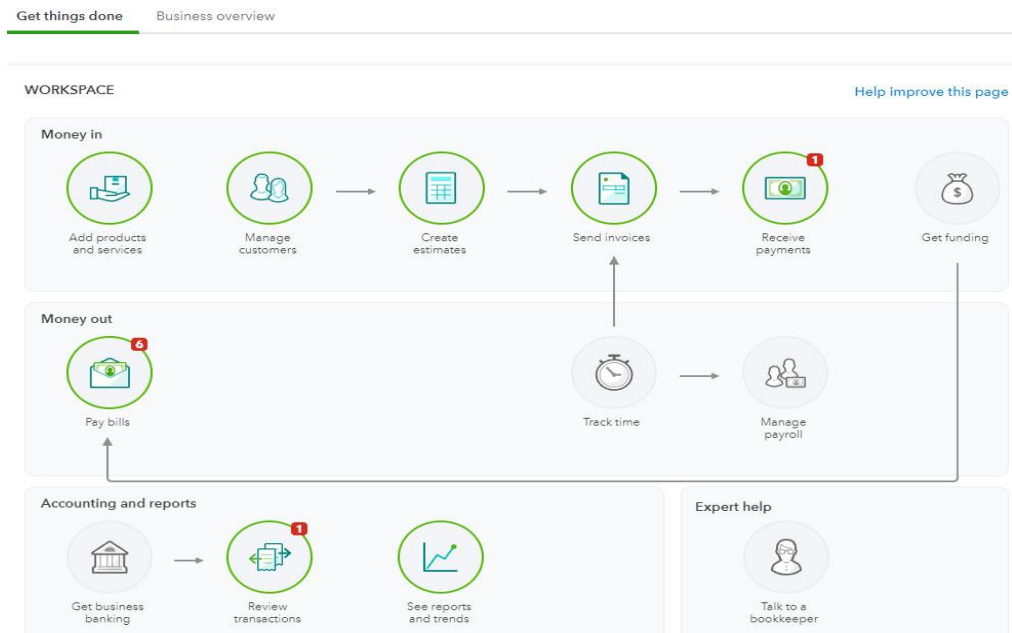 Get things done
Business overview
WORKSPACE
Help improve this page
Money in
1
Add products
and services
Manage
customers
Create
estimates
Send invoices
Receive
payments
Get funding
Money out
6
Pay bills
Track time
Manage
payroll
Accounting and reports
1
Get business
banking
Review
transactions
See reports
and trends
Expert help
Talk to a
bookkeeper